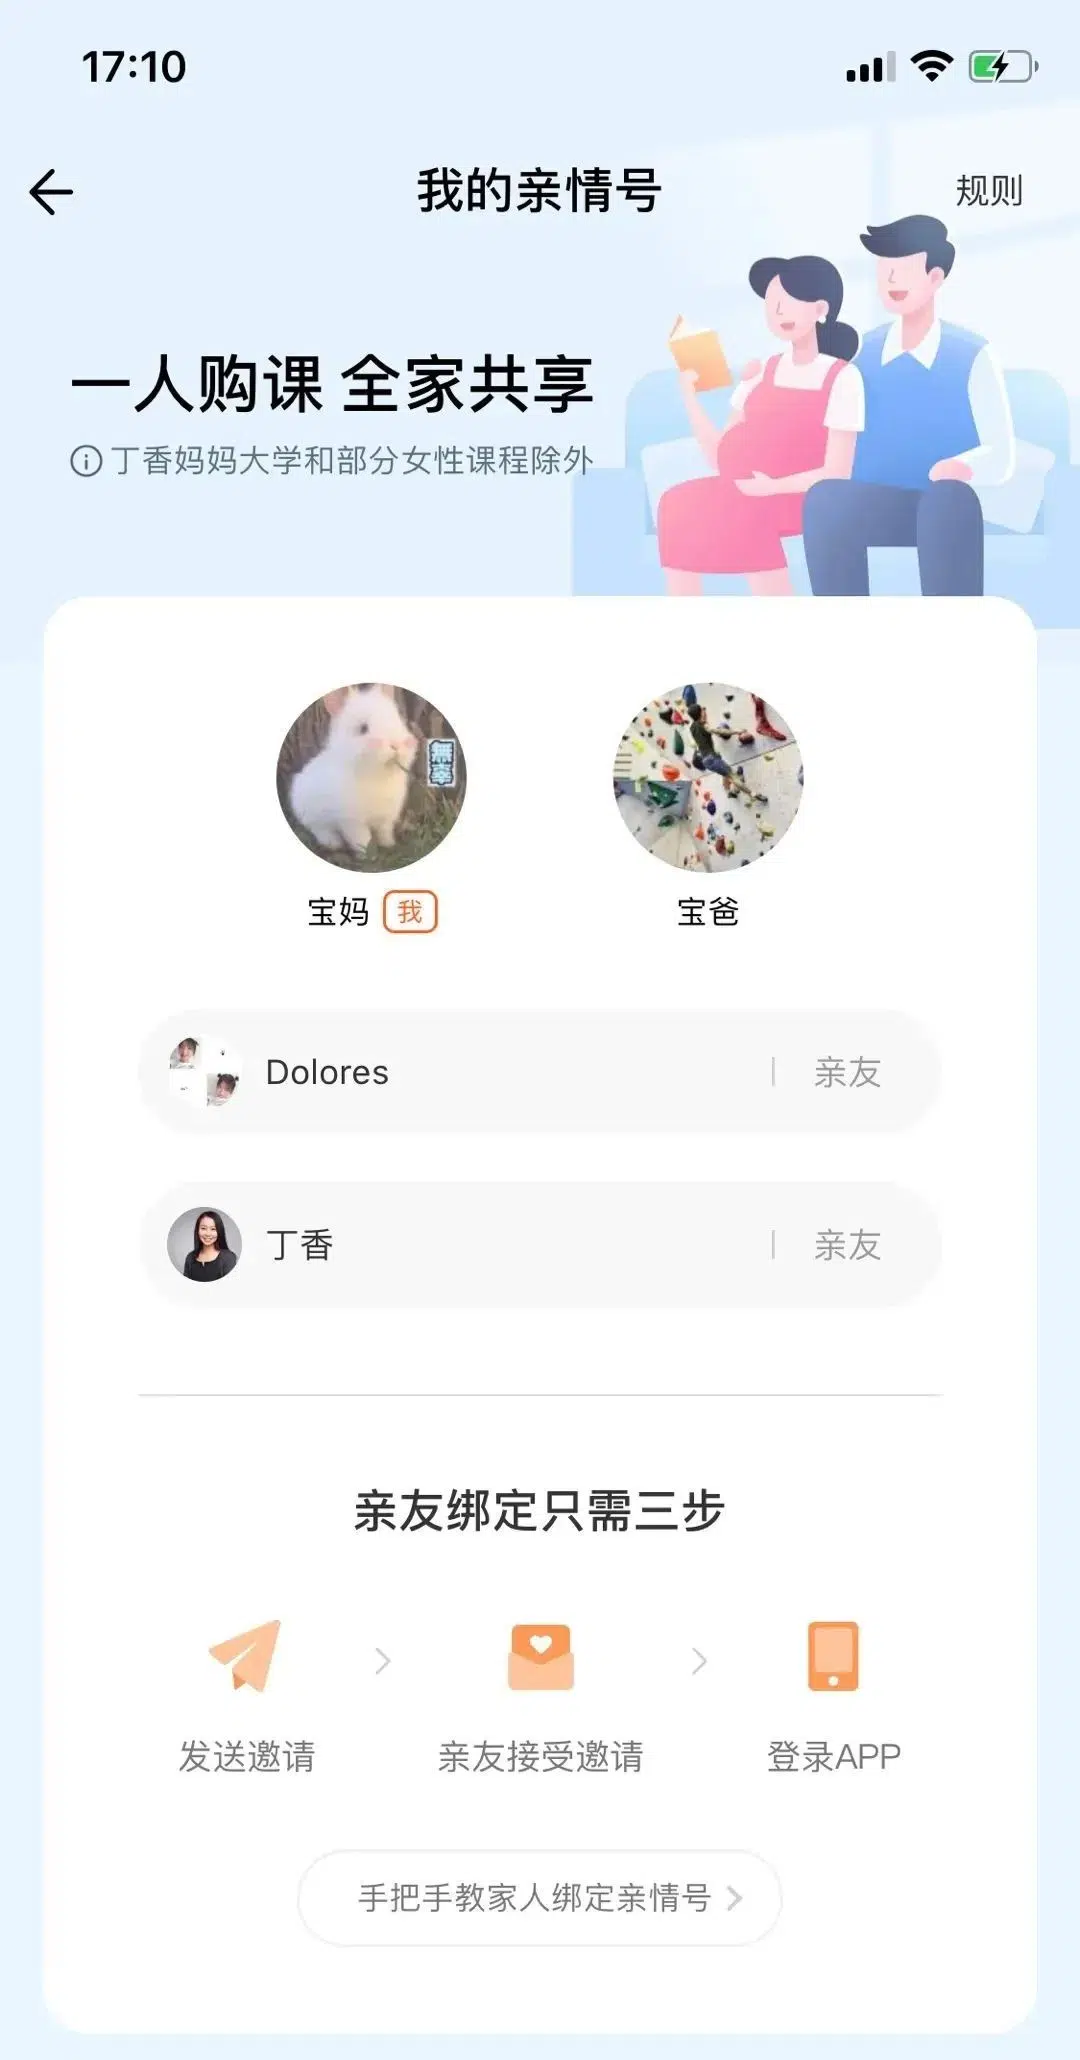 17:10
我的亲情号
规则
一人购课 全家共享
丁香妈妈大学和部分女性课程除外
無辜
宝妈 我
宝爸
Dolores
亲友
丁香
亲友
亲友绑定只需三步
发送邀请
亲友接受邀请
登录APP
手把手教家人绑定亲情号